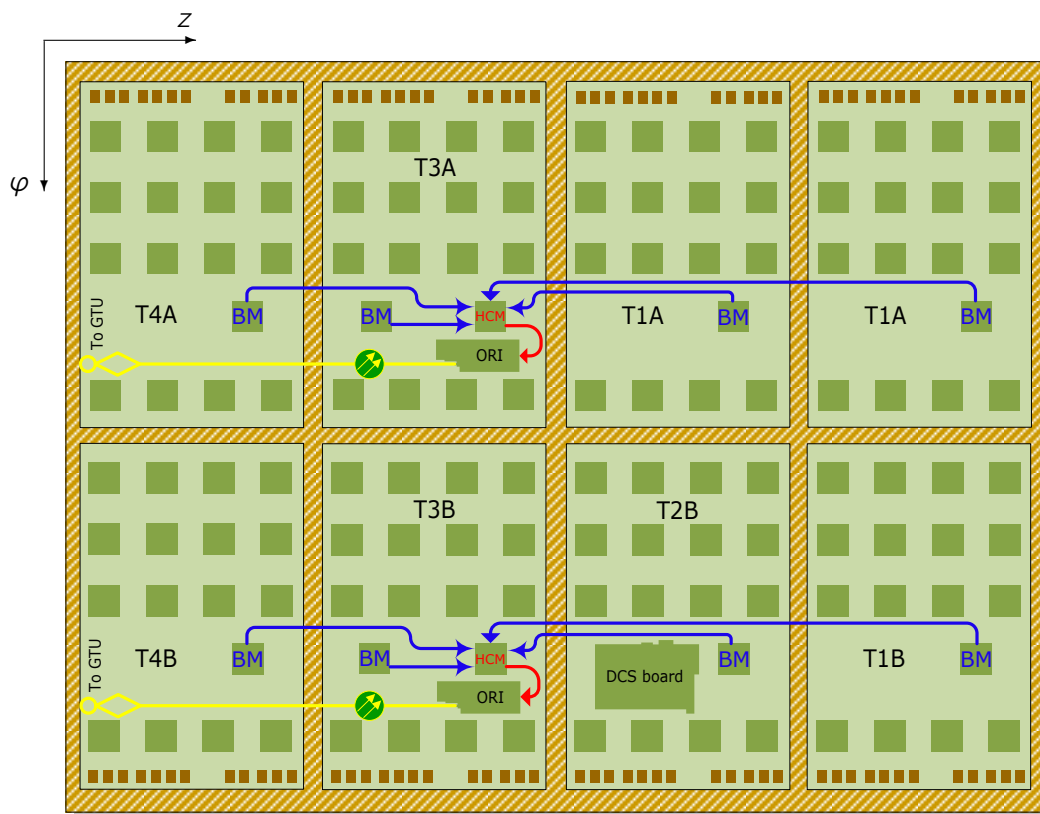 z
φ
T3A
To GTU
T4A
BM
BM
HCM
T1A
BM
T1A
BM
ORI
T3B
T2B
To GTU
T4B
BM
BM
HCM
DCS board
BM
T1B
BM
ORI